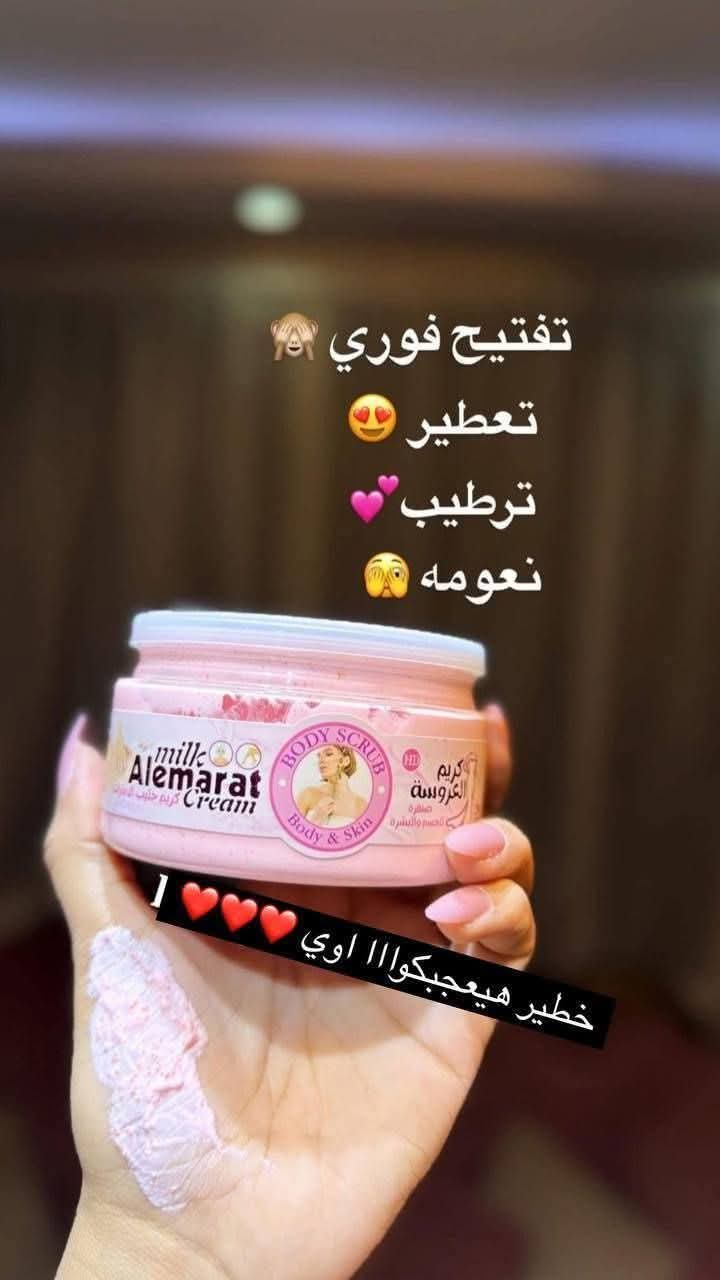 تفتيح فوري 🙈
تعطير 😍
ترطيب 💕
نعومه 🫣
milk
Alemarat
Cream
كريم حليب الامارات
BODY SCRUB
Body & Skin
كريم
العروسة
صنفرة
للجسم والبشرة
خطير هيعجبكواااا اوي ❤️❤️❤️